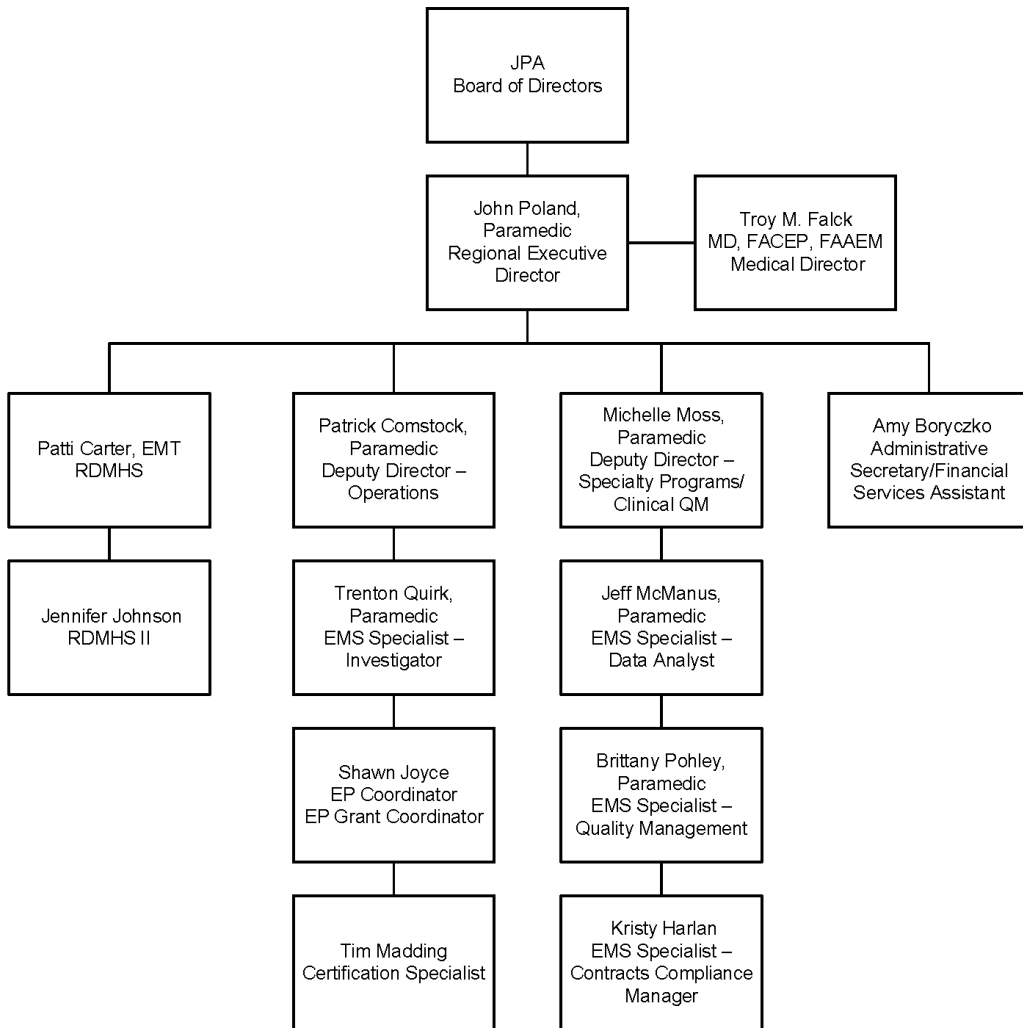 JPA
Board of Directors
John Poland,
Paramedic
Regional Executive
Director
Troy M. Falck
MD, FACEP, FAAEM
Medical Director
Patti Carter, EMT
RDMHS
Patrick Comstock,
Paramedic
Deputy Director –
Operations
Michelle Moss,
Paramedic
Deputy Director –
Specialty Programs/
Clinical QM
Amy Boryczko
Administrative
Secretary/Financial
Services Assistant
Jennifer Johnson
RDMHS II
Trenton Quirk,
Paramedic
EMS Specialist –
Investigator
Jeff McManus,
Paramedic
EMS Specialist –
Data Analyst
Shawn Joyce
EP Coordinator
EP Grant Coordinator
Brittany Pohley,
Paramedic
EMS Specialist –
Quality Management
Tim Madding
Certification Specialist
Kristy Harlan
EMS Specialist –
Contracts Compliance
Manager